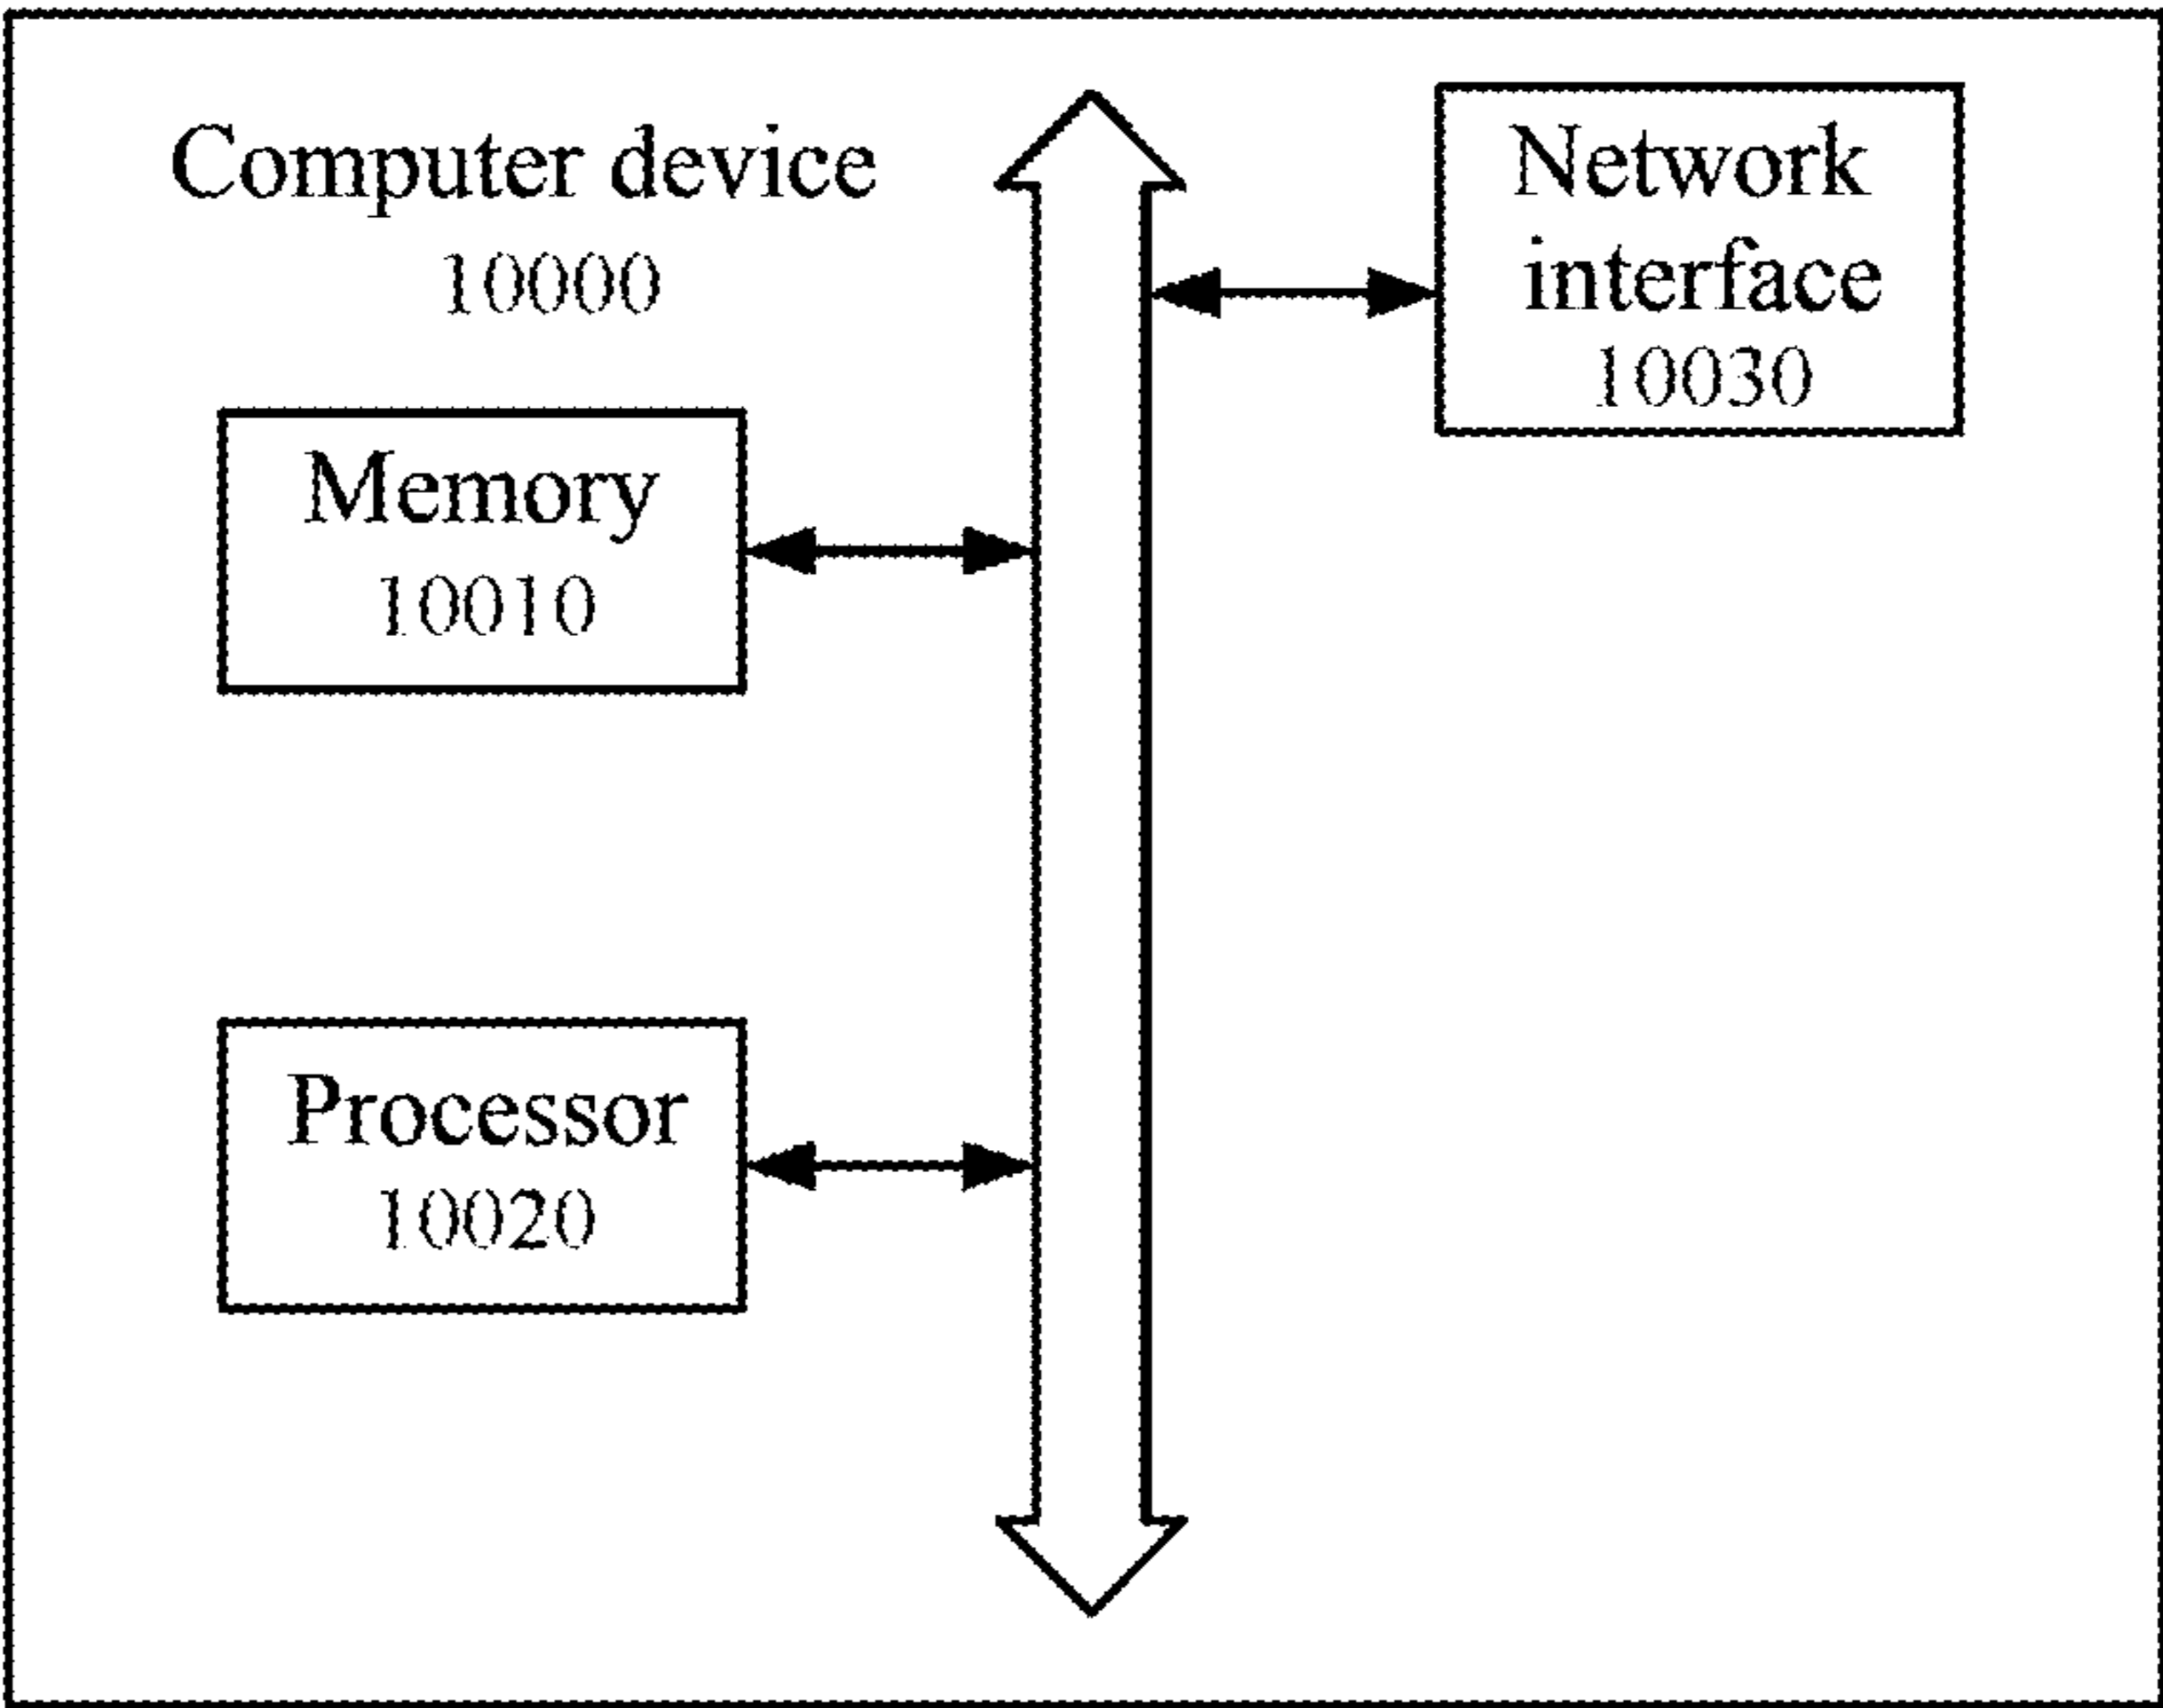 Computer device
10000
Network
interface
10030
Memory
10010
Processor
10020